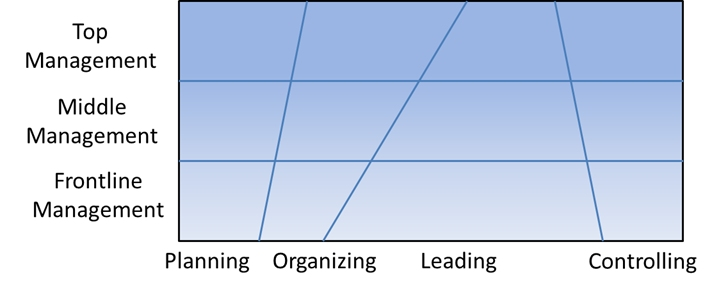 Top
Management
Middle
Management
Frontline
Management
Planning Organizing Leading Controlling